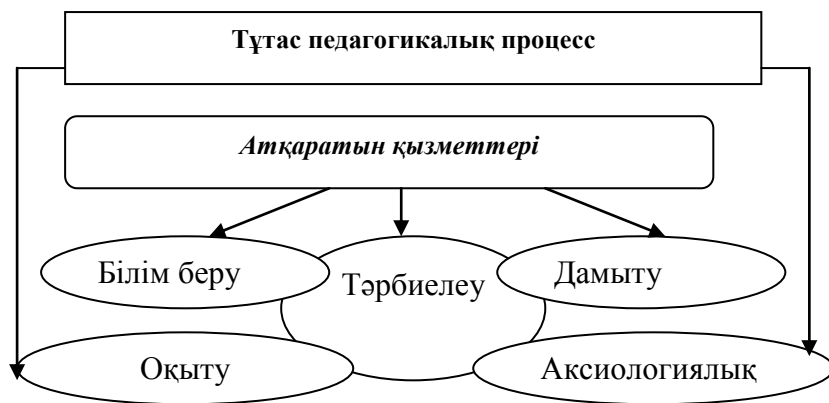 Тұтас педагогикалық процесс
Атқаратын қызметтері
Білім беру
Тәрбиелеу
Дамыту
Оқыту
Аксиологиялық